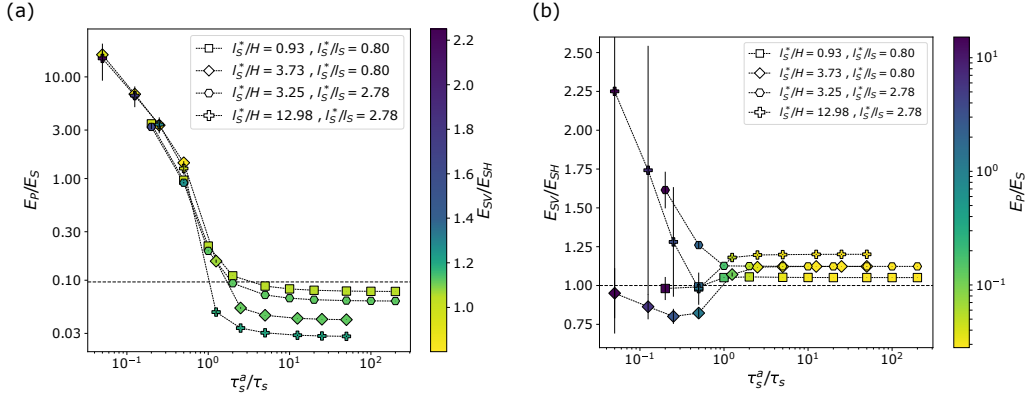 (a)
l*S/H = 0.93 , l*S/lS = 0.80
l*S/H = 3.73 , l*S/lS = 0.80
l*S/H = 3.25 , l*S/lS = 2.78
l*S/H = 12.98 , l*S/lS = 2.78
10.00
3.00
1.00
0.30
0.10
0.03
EP/ES
10⁻¹
10⁰
10¹
10²
τₛᵃ/τₛ
2.2
2.0
1.8
1.6
1.4
1.2
1.0
ESV/ESH
(b)
l*S/H = 0.93 , l*S/lS = 0.80
l*S/H = 3.73 , l*S/lS = 0.80
l*S/H = 3.25 , l*S/lS = 2.78
l*S/H = 12.98 , l*S/lS = 2.78
2.50
2.25
2.00
1.75
1.50
1.25
1.00
0.75
ESV/ESH
10⁻¹
10⁰
10¹
10²
τₛᵃ/τₛ
10¹
10⁰
10⁻¹
EP/ES